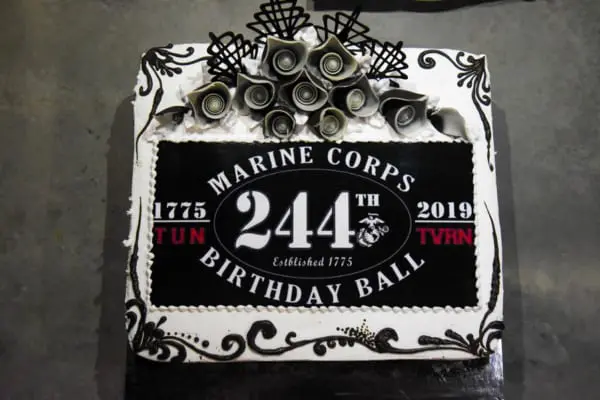 MARINE CORPS
1775
TUN
244TH
2019
TVRN
Estblished 1775
BIRTHDAY BALL